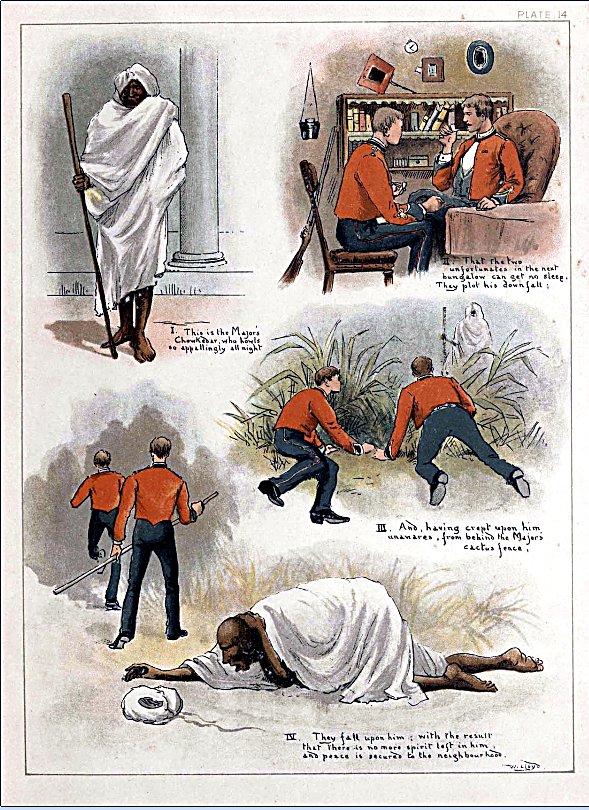 PLATE 14
I. This is the Major's
Chowkedar, who howls
so appallingly all night
II. That the two
unfortunates in the next
bungalow can get no sleep.
They plot his downfall;
III. And, having crept upon him
unawares, from behind the Major's
cactus fence,
IV. They fall upon him; with the result
that there is no more spirit left in him,
and peace is secured to the neighbourhood.
W. Lloyd